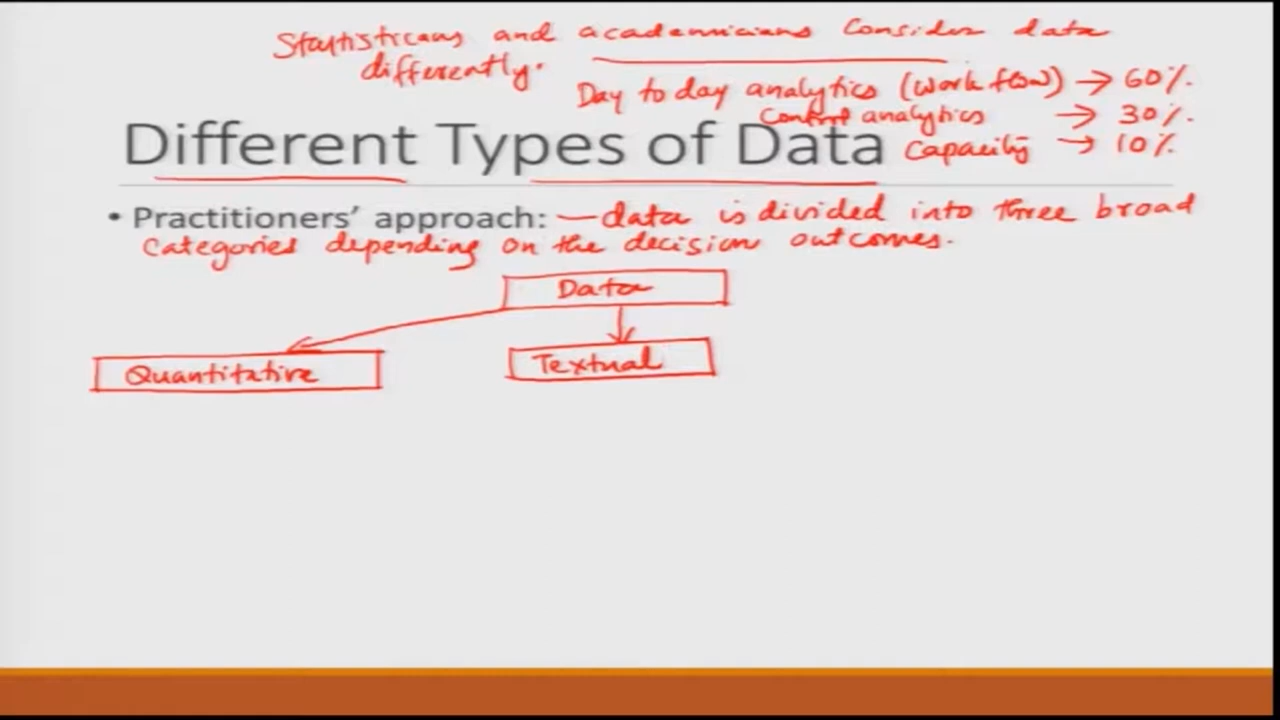 Statisticans and academicians consider data
differently.
Day to day analytics (Work flow) → 60%.
Control analytics → 30%.
Different Types of Data Capacity → 10%.
• Practitioners’ approach: — data is divided into three broad
categories depending on the decision outcomes.
Data
Quantitative Textual